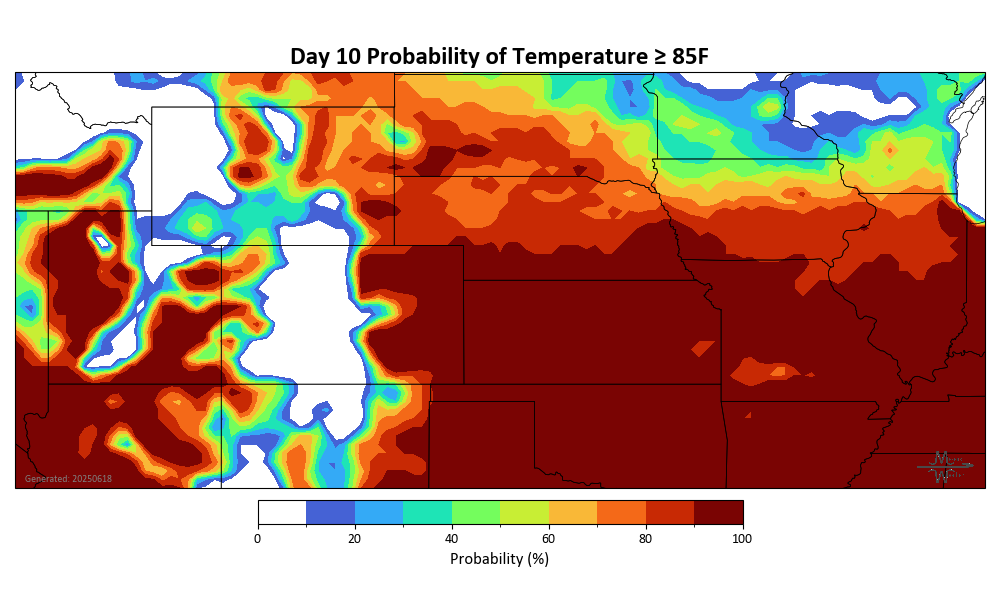 Day 10 Probability of Temperature ≥ 85F
Generated: 20250618
0 20 40 60 80 100
Probability (%)